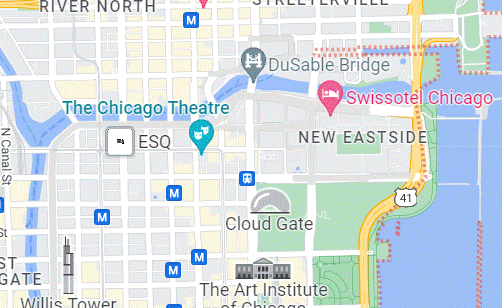 RIVER NORTH
STREETERVILLE
DuSable Bridge
Swissotel Chicago
The Chicago Theatre
NEW EASTSIDE
ESQ
N Canal St
M
M
M
M
M
41
Cloud Gate
GATE
The Art Institute
of Chicago
Willis Tower